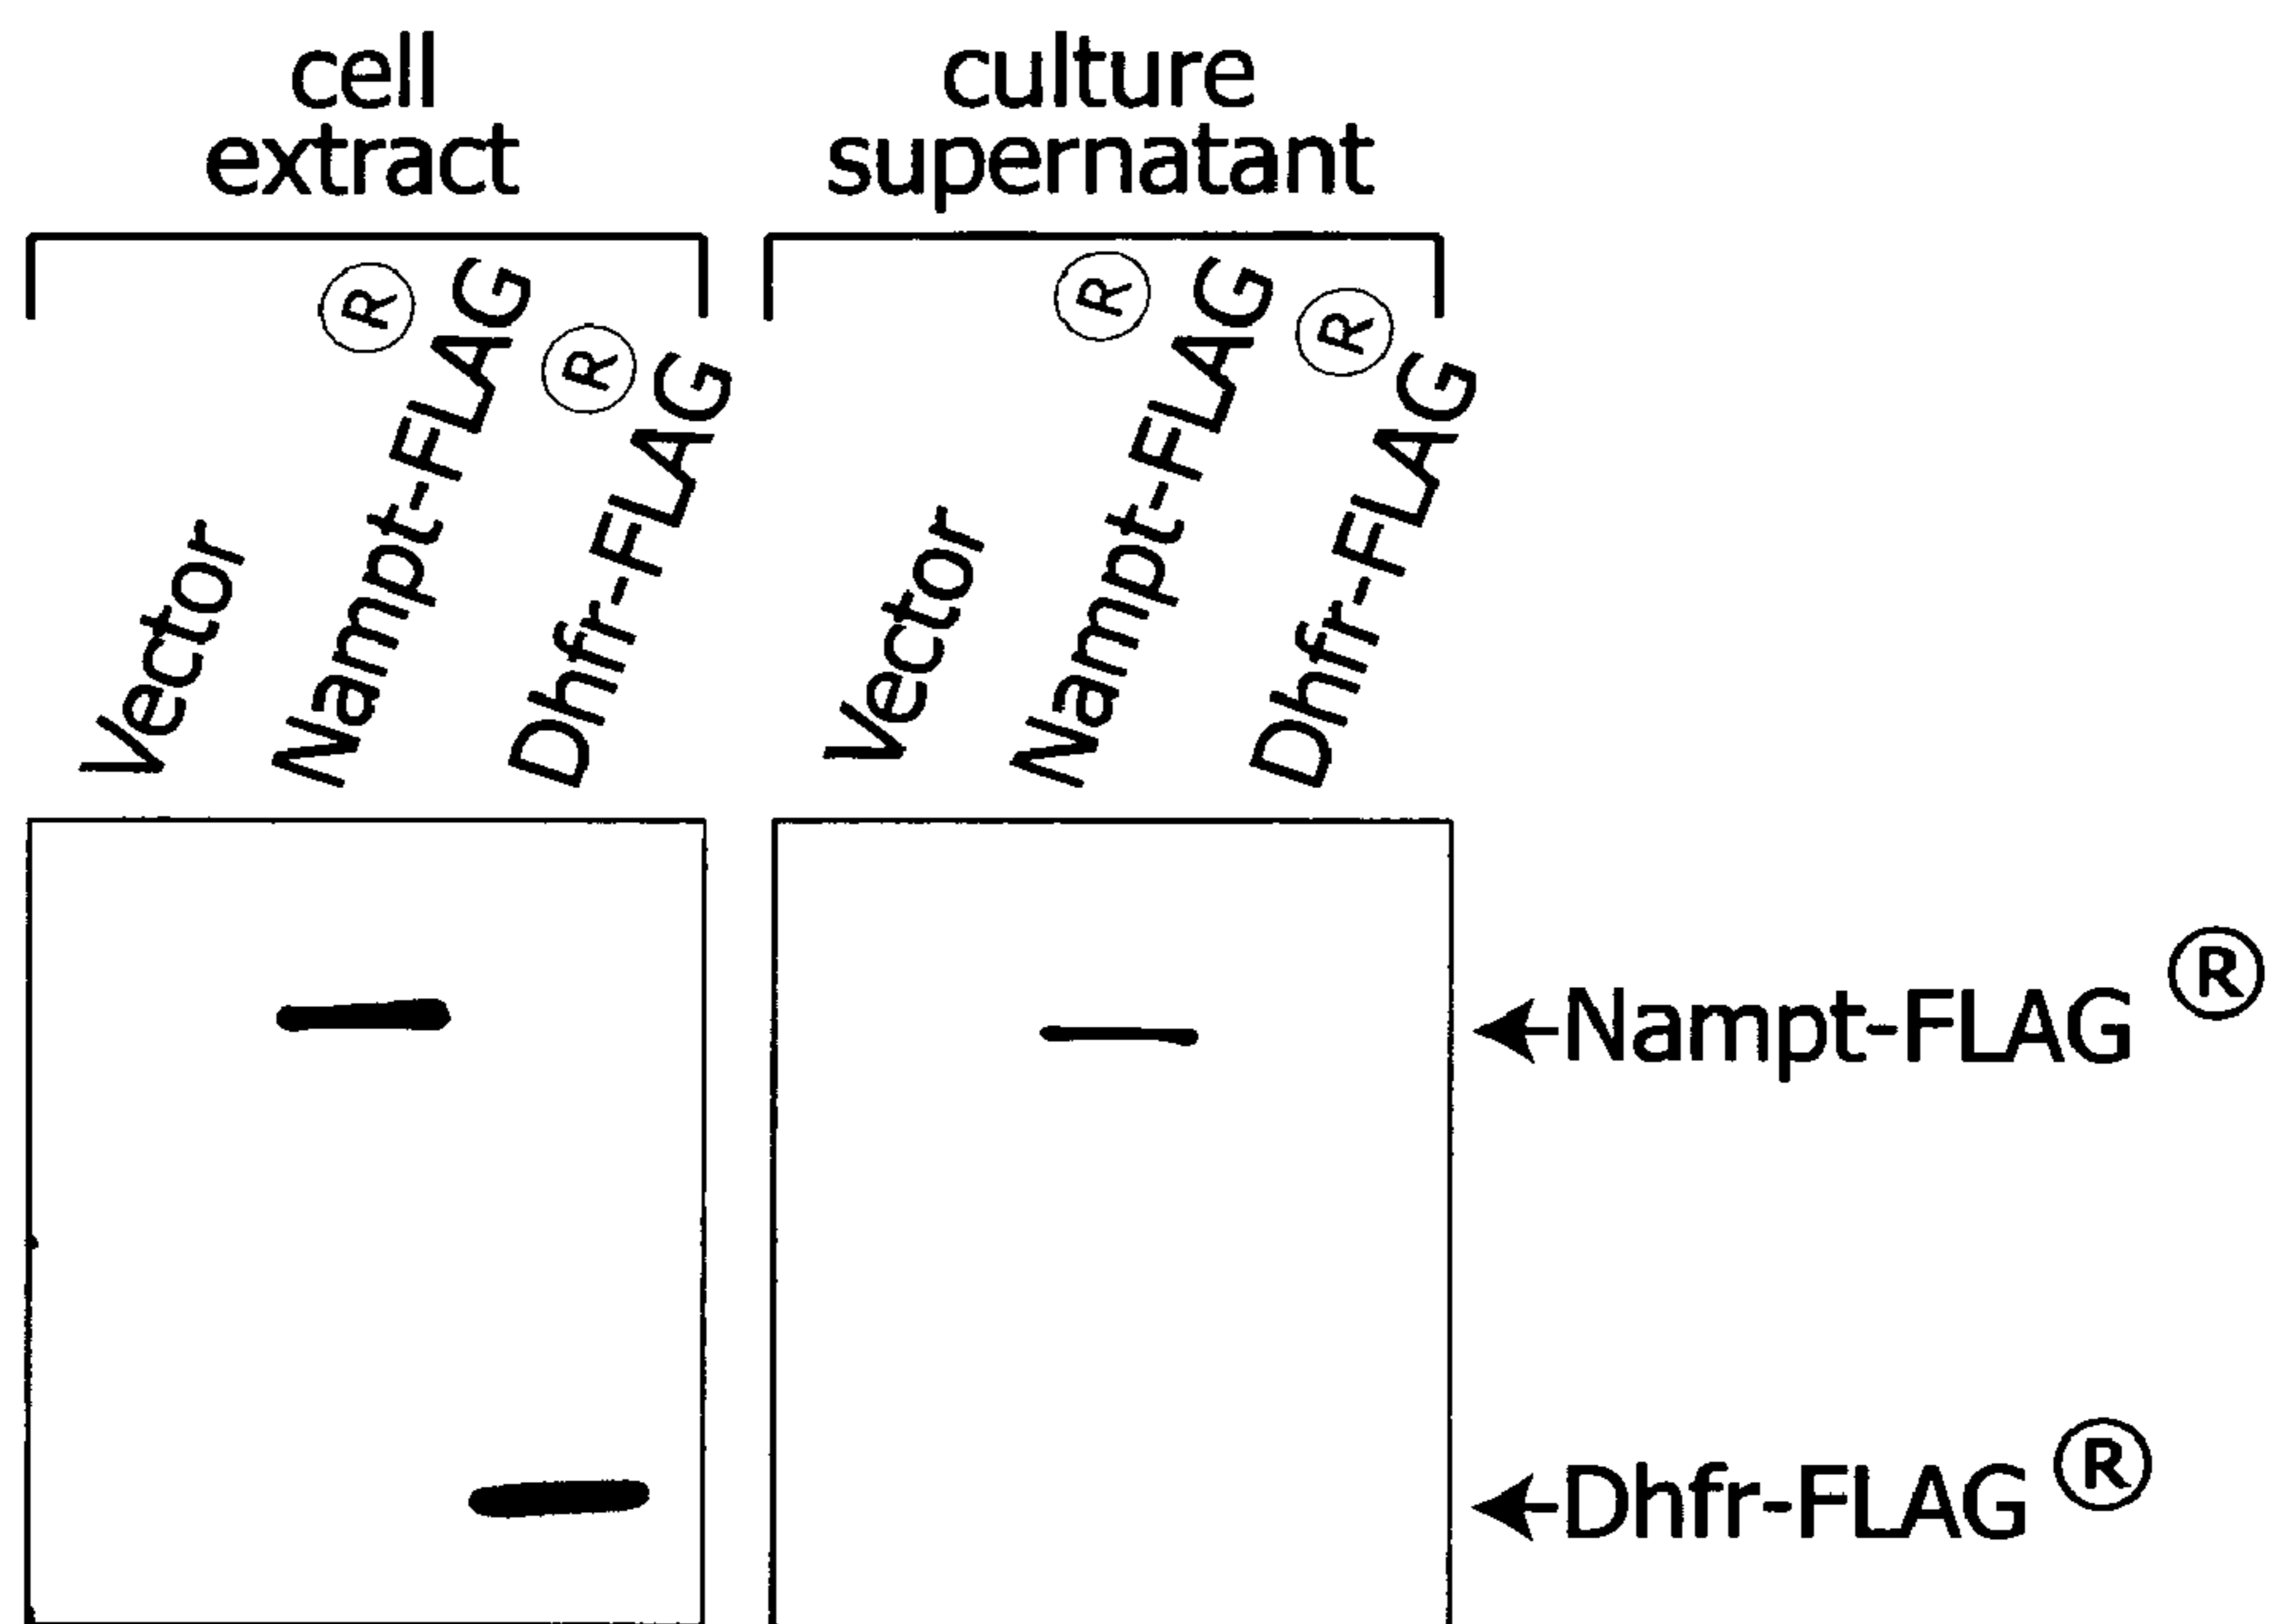 cell
extract
culture
supernatant
Vector
Nampt-FLAG®
Dhfr-FLAG®
Vector
Nampt-FLAG®
Dhfr-FLAG®
Nampt-FLAG®
Dhfr-FLAG®